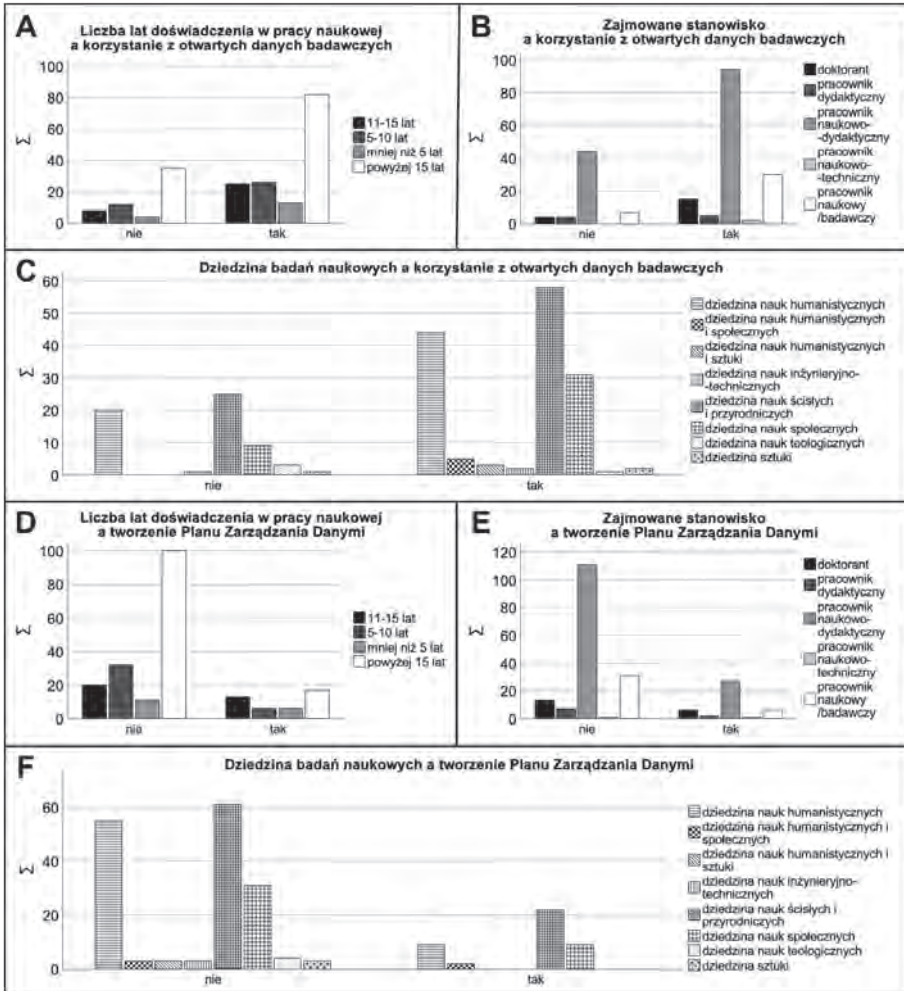 A
Liczba lat doświadczenia w pracy naukowej
a korzystanie z otwartych danych badawczych
100
80
60
40
20
0
Σ
nie
tak
11-15 lat
5-10 lat
mniej niż 5 lat
powyżej 15 lat
B
Zajmowane stanowisko
a korzystanie z otwartych danych badawczych
100
80
60
40
20
0
Σ
nie
tak
doktorant
pracownik
dydaktyczny
pracownik
naukowo-
-dydaktyczny
pracownik
naukowo-
-techniczny
pracownik
naukowy
/badawczy
C
Dziedzina badań naukowych a korzystanie z otwartych danych badawczych
60
50
40
30
20
10
0
Σ
nie
tak
dziedzina nauk humanistycznych
dziedzina nauk humanistycznych
i społecznych
dziedzina nauk humanistycznych
i sztuki
dziedzina nauk inżynieryjno-
-technicznych
dziedzina nauk ścisłych
i przyrodniczych
dziedzina nauk społecznych
dziedzina nauk teologicznych
dziedzina sztuki
D
Liczba lat doświadczenia w pracy naukowej
a tworzenie Planu Zarządzania Danymi
100
80
60
40
20
0
Σ
nie
tak
11-15 lat
5-10 lat
mniej niż 5 lat
powyżej 15 lat
E
Zajmowane stanowisko
a tworzenie Planu Zarządzania Danymi
120
100
80
60
40
20
0
Σ
nie
tak
doktorant
pracownik
dydaktyczny
pracownik
naukowo-
dydaktyczny
pracownik
naukowo-
techniczny
pracownik
naukowy
/badawczy
F
Dziedzina badań naukowych a tworzenie Planu Zarządzania Danymi
60
40
20
0
Σ
nie
tak
dziedzina nauk humanistycznych
dziedzina nauk humanistycznych i
społecznych
dziedzina nauk humanistycznych i
sztuki
dziedzina nauk inżynieryjno-
technicznych
dziedzina nauk ścisłych i
przyrodniczych
dziedzina nauk społecznych
dziedzina nauk teologicznych
dziedzina sztuki